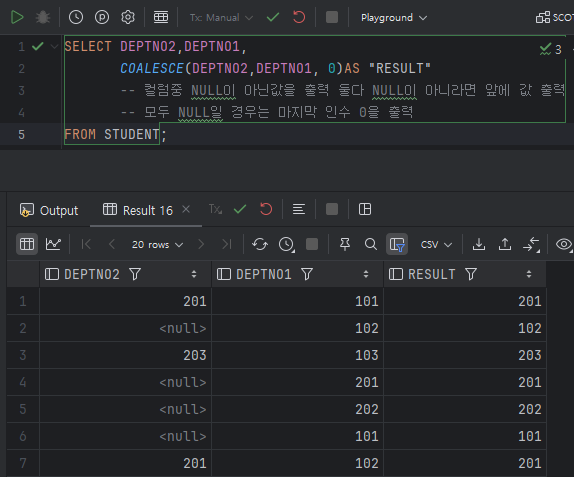 Tx: Manual
Playground
SCOT
1 SELECT DEPTNO2,DEPTNO1,
3
2 COALESCE(DEPTNO2,DEPTNO1, 0)AS "RESULT"
3 -- 컬럼중 NULL이 아닌값을 출력 둘다 NULL이 아니라면 앞에 값 출력
4 -- 모두 NULL일 경우는 마지막 인수 0을 출력
5 FROM STUDENT;
Output Result 16 Tx
20 rows CSV
DEPTNO2 DEPTNO1 RESULT
1 201 101 201
2 <null> 102 102
3 203 103 203
4 <null> 201 201
5 <null> 202 202
6 <null> 101 101
7 201 102 201